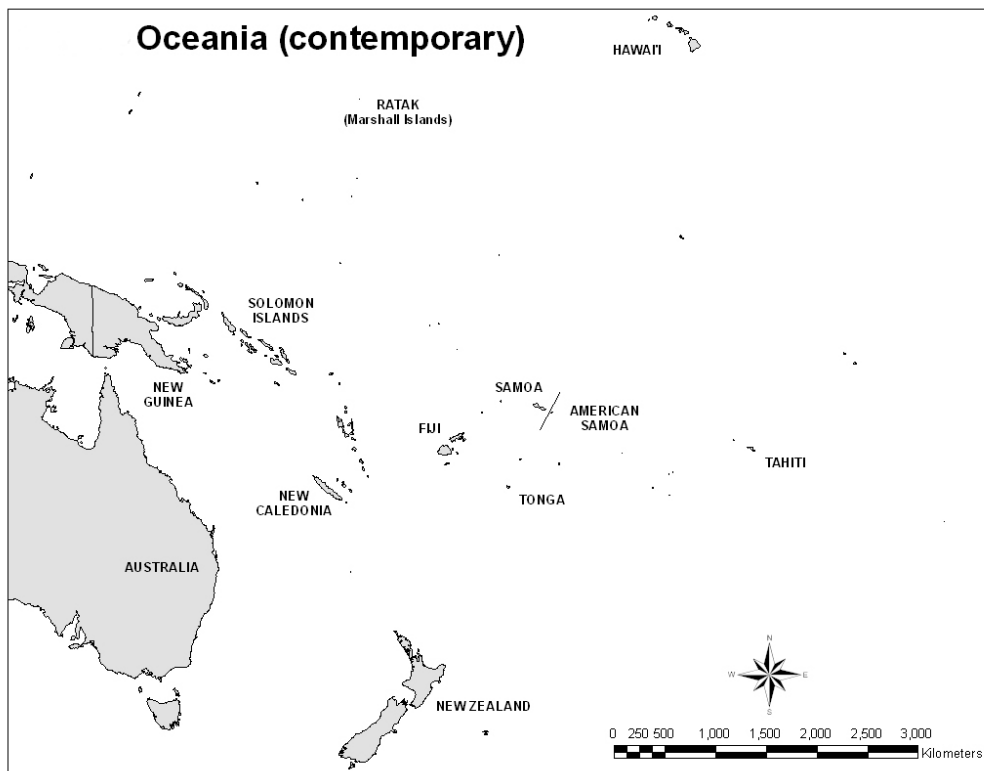 Oceania (contemporary)
HAWAI'I
RATAK
(Marshall Islands)
SOLOMON
ISLANDS
NEW
GUINEA
SAMOA
AMERICAN
SAMOA
FIJI
TAHITI
NEW
CALEDONIA
TONGA
AUSTRALIA
NEW ZEALAND
N
W E
S
0 250 500 1,000 1,500 2,000 2,500 3,000
Kilometers